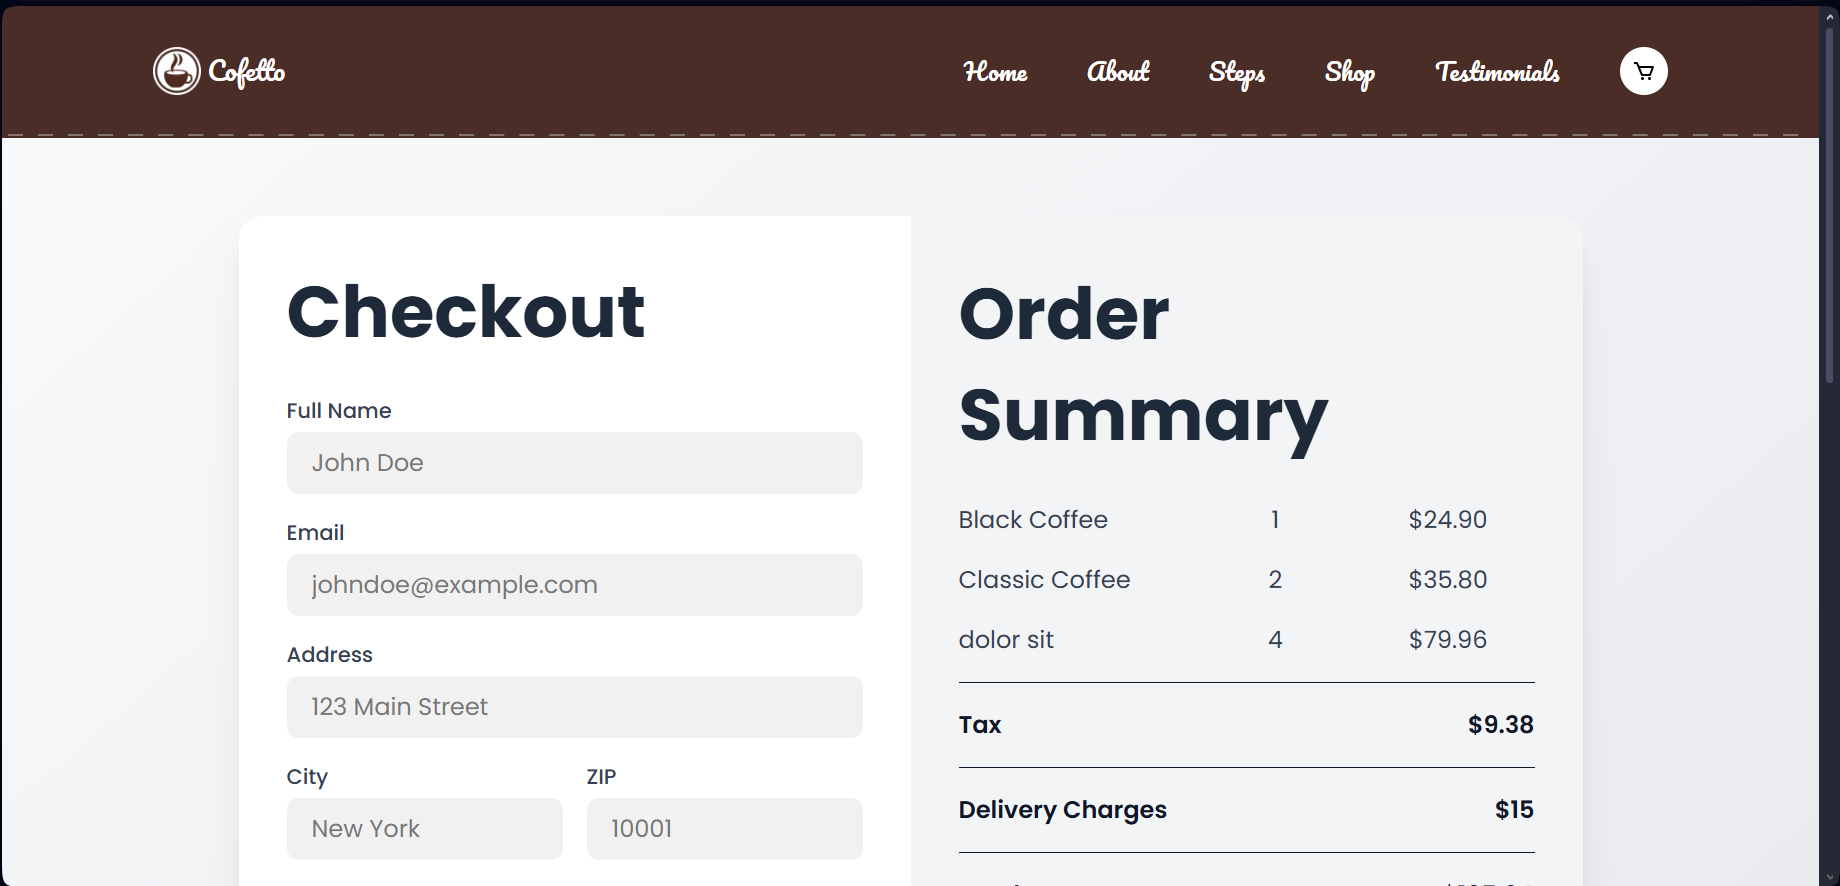 Cofetto
Home About Steps Shop Testimonials
Checkout
Full Name
John Doe
Email
johndoe@example.com
Address
123 Main Street
City ZIP
New York 10001
Order
Summary
Black Coffee 1 $24.90
Classic Coffee 2 $35.80
dolor sit 4 $79.96
Tax $9.38
Delivery Charges $15